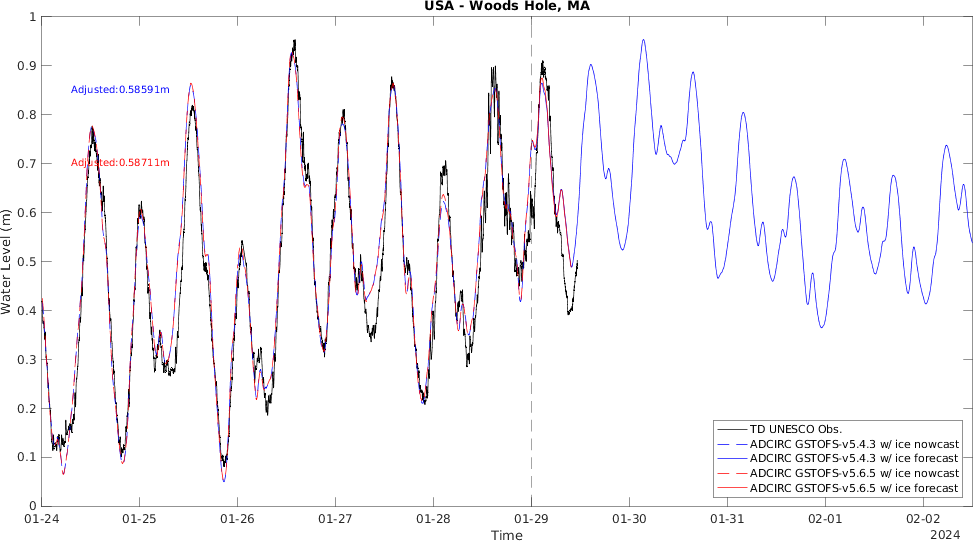 USA - Woods Hole, MA
Water Level (m)
1
0.9
0.8
0.7
0.6
0.5
0.4
0.3
0.2
0.1
0
Adjusted:0.58591m
Adjusted:0.58711m
TD UNESCO Obs.
ADCIRC GSTOFS-v5.4.3 w/ ice nowcast
ADCIRC GSTOFS-v5.4.3 w/ ice forecast
ADCIRC GSTOFS-v5.6.5 w/ ice nowcast
ADCIRC GSTOFS-v5.6.5 w/ ice forecast
01-24 01-25 01-26 01-27 01-28 01-29 01-30 01-31 02-01 02-02
Time
2024